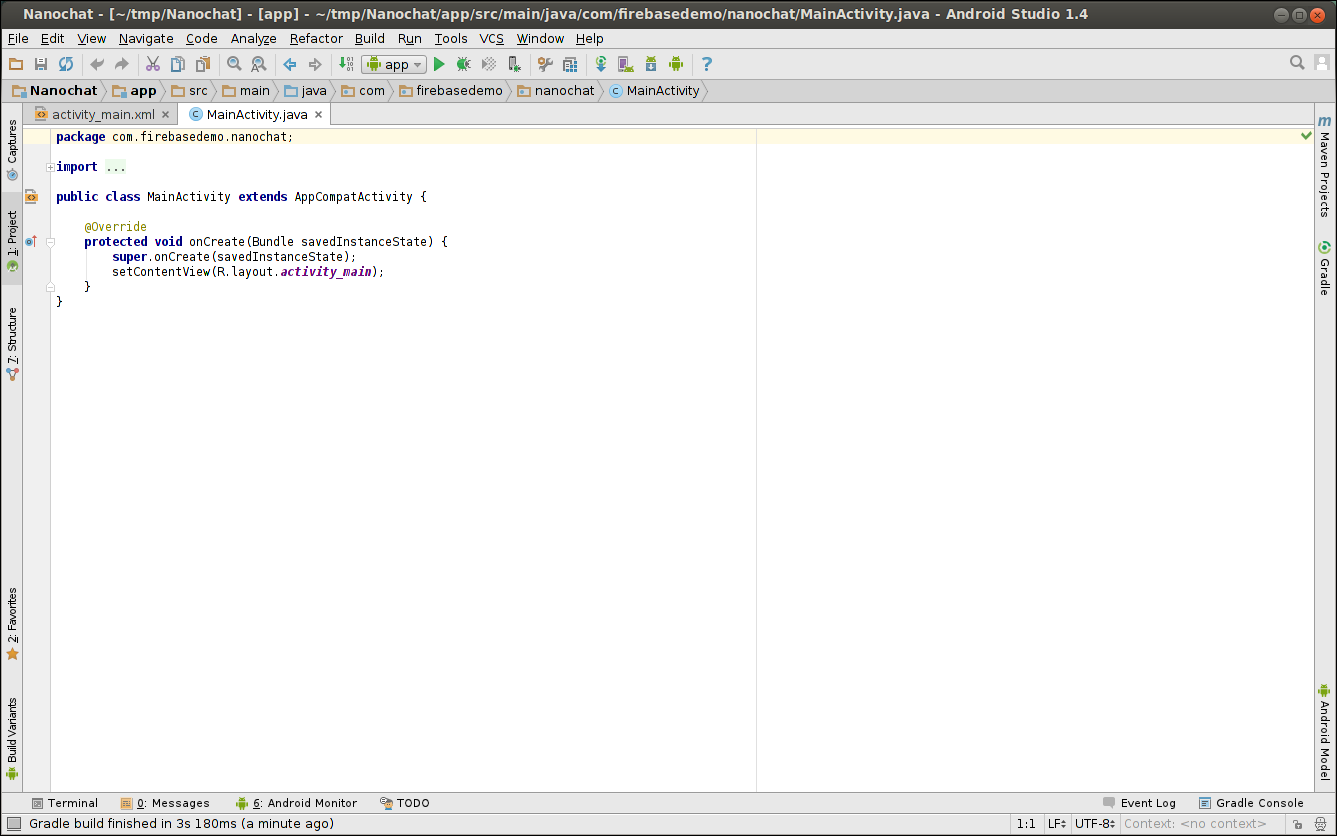 Nanochat - [~/tmp/Nanochat] - [app] - ~/tmp/Nanochat/app/src/main/java/com/firebasedemo/nanochat/MainActivity.java - Android Studio 1.4
File Edit View Navigate Code Analyze Refactor Build Run Tools VCS Window Help
app
Nanochat app src main java com firebasedemo nanochat MainActivity
activity_main.xml MainActivity.java
package com.firebasedemo.nanochat;
import ...
public class MainActivity extends AppCompatActivity {
@Override
protected void onCreate(Bundle savedInstanceState) {
super.onCreate(savedInstanceState);
setContentView(R.layout.activity_main);
}
}
Captures
1: Project
7: Structure
2: Favorites
Build Variants
Maven Projects
Gradle
Android Model
Terminal 0: Messages 6: Android Monitor TODO Event Log Gradle Console
Gradle build finished in 3s 180ms (a minute ago) 1:1 LF UTF-8 Context: <no context>